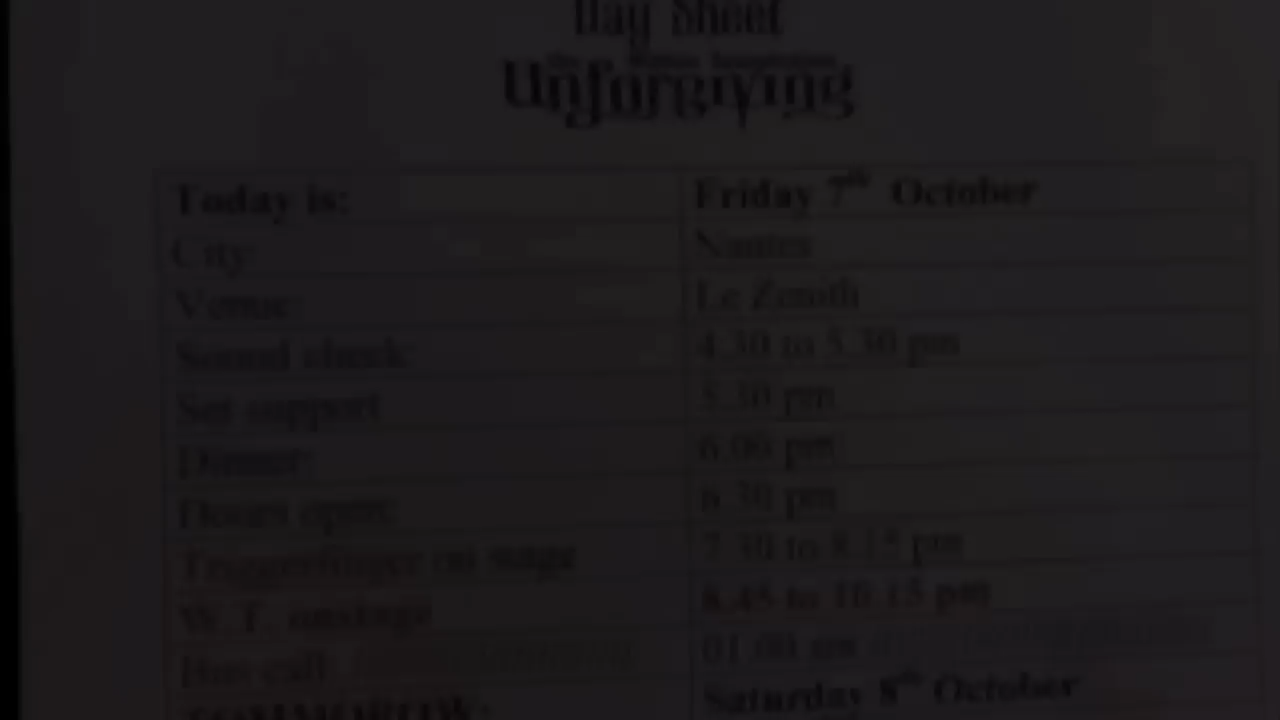 Day Sheet
Unforgiving
Today is: Friday 7th October
City: Nantes
Venue: Le Zenith
Sound check: 4.30 to 5.30 pm
Set support 5.30 pm
Dinner: 6.00 pm
Doors open: 6.30 pm
Triggerfinger on stage 7.30 to 8.15 pm
W.T. onstage 8.45 to 10.15 pm
Bus call 01.00 am
Saturday 8th October